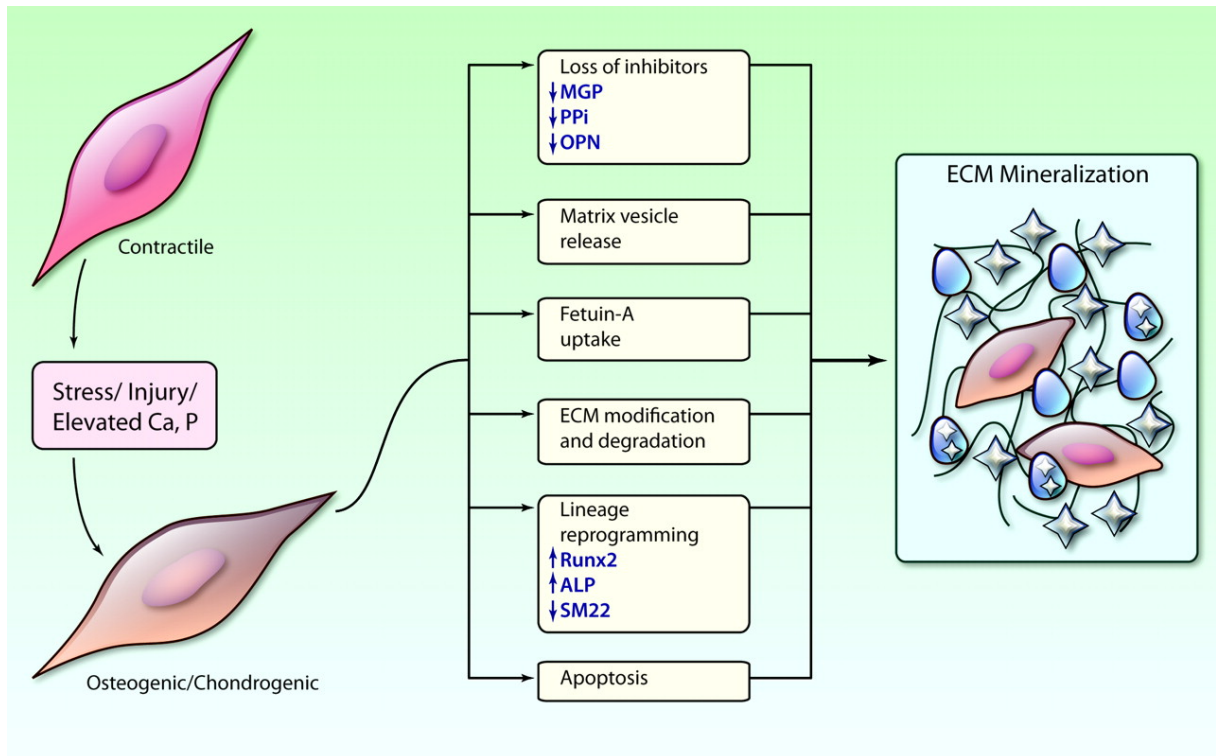 Contractile
Stress/ Injury/
Elevated Ca, P
Osteogenic/Chondrogenic
Loss of inhibitors
↓MGP
↓PPi
↓OPN
Matrix vesicle
release
Fetuin-A
uptake
ECM modification
and degradation
Lineage
reprogramming
↑Runx2
↑ALP
↓SM22
Apoptosis
ECM Mineralization